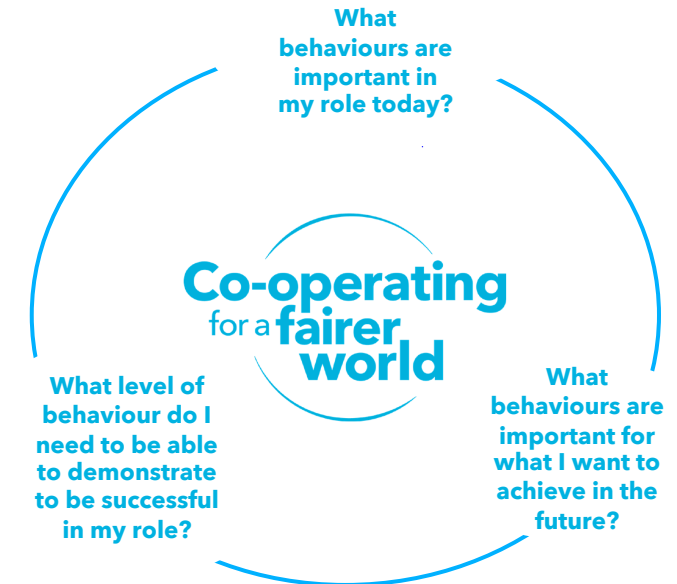 What
behaviours are
important in
my role today?
Co-operating
for a fairer
world
What level of
behaviour do I
need to be able
to demonstrate
to be successful
in my role?
What
behaviours are
important for
what I want to
achieve in the
future?